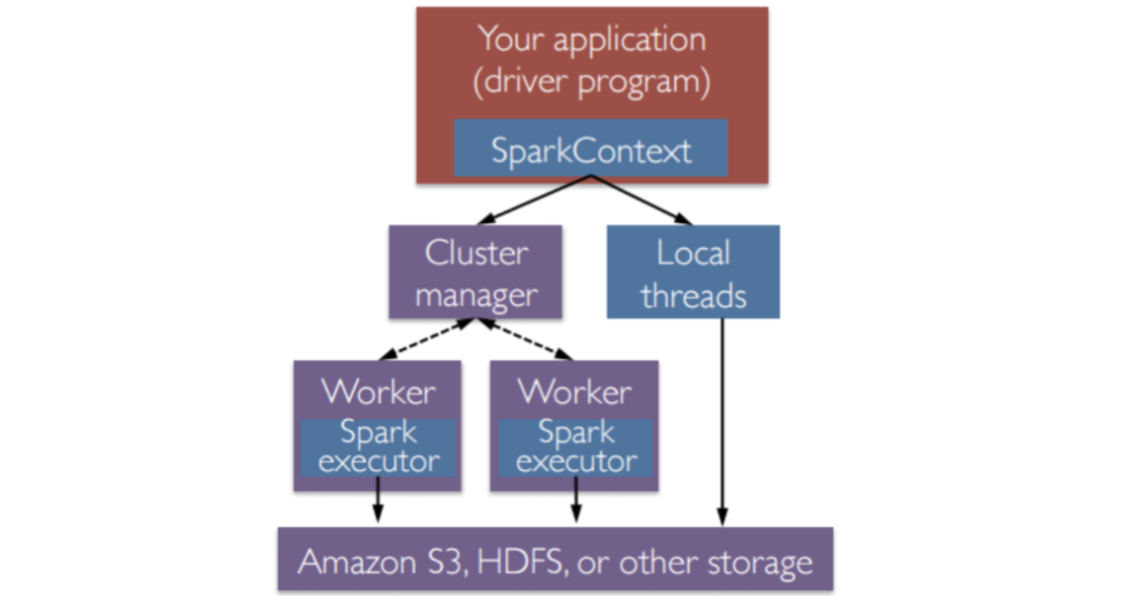 Your application
(driver program)
SparkContext
Cluster
manager
Local
threads
Worker
Spark
executor
Worker
Spark
executor
Amazon S3, HDFS, or other storage